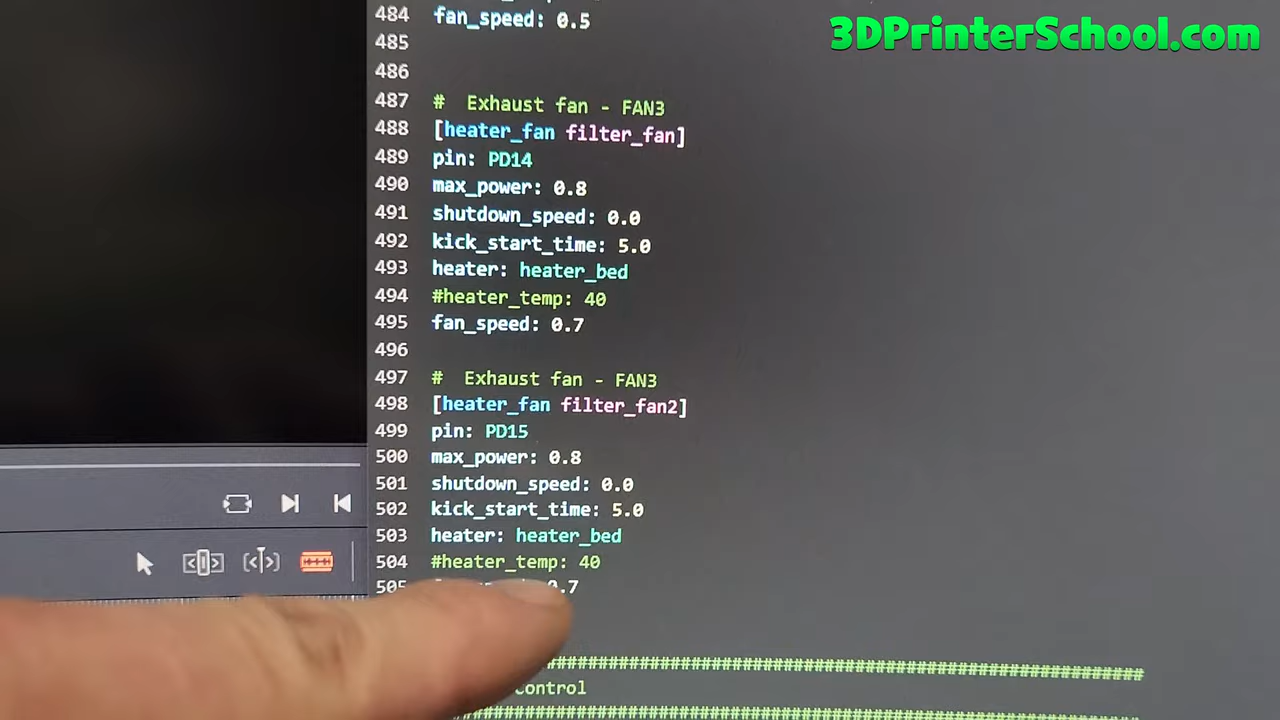 3DPrinterSchool.com
484 fan_speed: 0.5
485
486
487 # Exhaust fan - FAN3
488 [heater_fan filter_fan]
489 pin: PD14
490 max_power: 0.8
491 shutdown_speed: 0.0
492 kick_start_time: 5.0
493 heater: heater_bed
494 #heater_temp: 40
495 fan_speed: 0.7
496
497 # Exhaust fan - FAN3
498 [heater_fan filter_fan2]
499 pin: PD15
500 max_power: 0.8
501 shutdown_speed: 0.0
502 kick_start_time: 5.0
503 heater: heater_bed
504 #heater_temp: 40
505 0.7
################################################################
control
################################################################